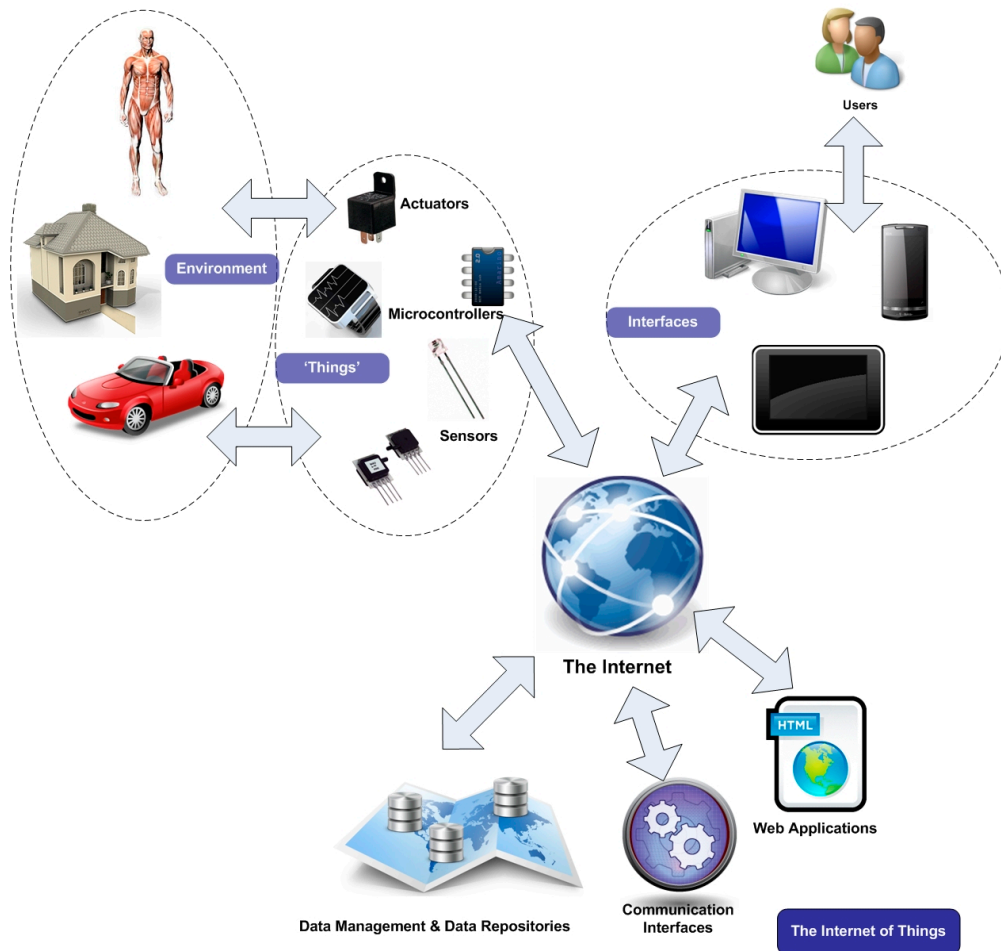 Users
Actuators
Environment
Microcontrollers
Interfaces
'Things'
Sensors
The Internet
HTML
Web Applications
Data Management & Data Repositories
Communication
Interfaces
The Internet of Things